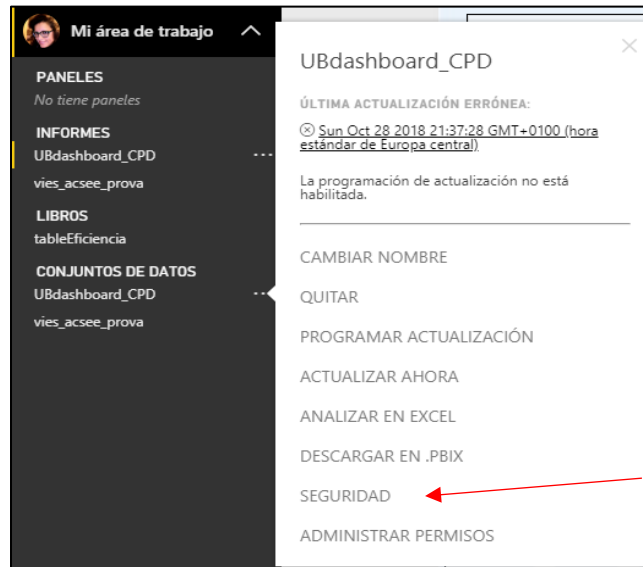 Mi área de trabajo
PANELES
No tiene paneles
INFORMES
UBdashboard_CPD
vies_acsee_prova
LIBROS
tableEficiencia
CONJUNTOS DE DATOS
UBdashboard_CPD
vies_acsee_prova
UBdashboard_CPD
ÚLTIMA ACTUALIZACIÓN ERRÓNEA:
Sun Oct 28 2018 21:37:28 GMT+0100 (hora
estándar de Europa central)
La programación de actualización no está
habilitada.
CAMBIAR NOMBRE
QUITAR
PROGRAMAR ACTUALIZACIÓN
ACTUALIZAR AHORA
ANALIZAR EN EXCEL
DESCARGAR EN .PBIX
SEGURIDAD
ADMINISTRAR PERMISOS